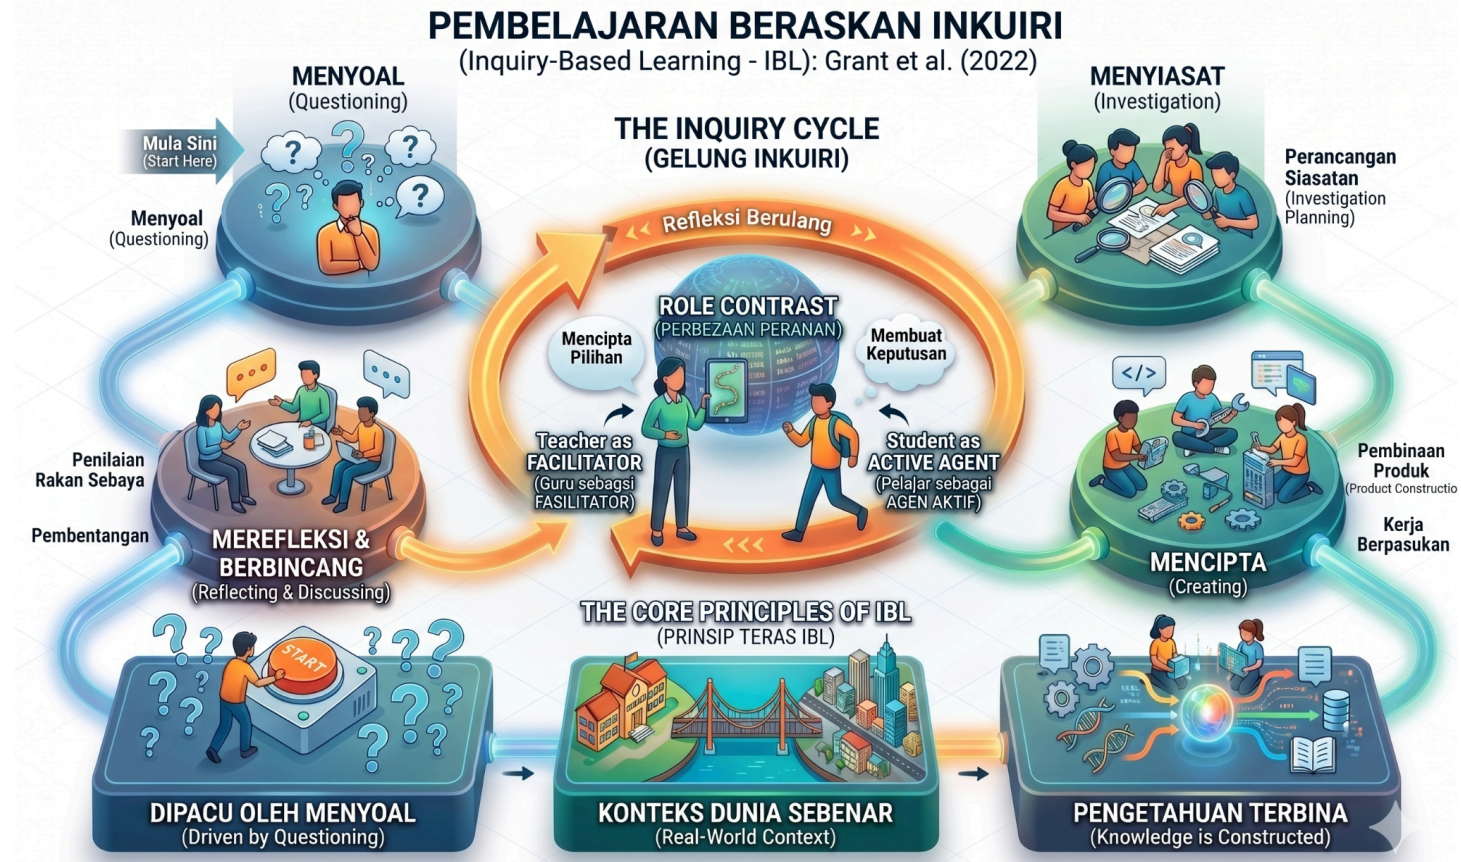 PEMBELAJARAN BERASKAN INKUIRI
(Inquiry-Based Learning - IBL): Grant et al. (2022)
MENYOAL
(Questioning)
Mula Sini
(Start Here)
Menyoal
(Questioning)
THE INQUIRY CYCLE
(GELUNG INKUIRI)
MENYIASAT
(Investigation)
Perancangan
Siasatan
(Investigation
Planning)
Refleksi Berulang
ROLE CONTRAST
(PERBEZAAN PERANAN)
Mencipta
Pilihan
Membuat
Keputusan
Teacher as
FACILITATOR
(Guru sebagsi
FASILITATOR)
Student as
ACTIVE AGENT
(Pelajar sebagai
AGEN AKTIF)
Penilaian
Rakan Sebaya
Pembentangan
MEREFLEKSI &
BERBINCANG
(Reflecting & Discussing)
</>
Pembinaan
Produk
(Product Constructio
Kerja
Berpasukan
MENCIPTA
(Creating)
THE CORE PRINCIPLES OF IBL
(PRINSIP TERAS IBL)
START
DIPACU OLEH MENYOAL
(Driven by Questioning)
KONTEKS DUNIA SEBENAR
(Real-World Context)
PENGETAHUAN TERBINA
(Knowledge is Constructed)